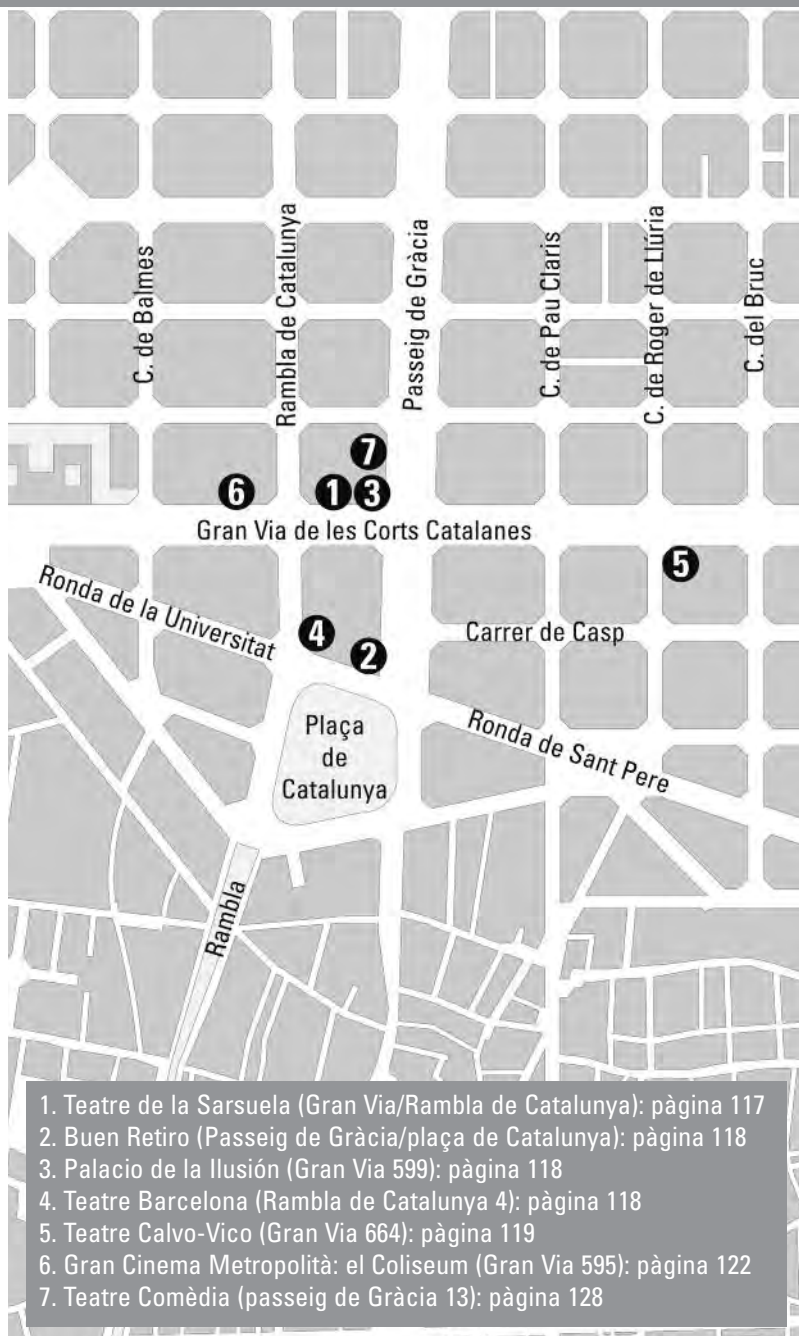 C. de Balmes
Rambla de Catalunya
Passeig de Gràcia
C. de Pau Claris
C. de Roger de Llúria
C. del Bruc
7
6
1
3
Gran Via de les Corts Catalanes
5
Ronda de la Universitat
4
2
Carrer de Casp
Plaça
de
Catalunya
Ronda de Sant Pere
Rambla
1. Teatre de la Sarsuela (Gran Via/Rambla de Catalunya): pàgina 117
2. Buen Retiro (Passeig de Gràcia/plaça de Catalunya): pàgina 118
3. Palacio de la Ilusión (Gran Via 599): pàgina 118
4. Teatre Barcelona (Rambla de Catalunya 4): pàgina 118
5. Teatre Calvo-Vico (Gran Via 664): pàgina 119
6. Gran Cinema Metropolità: el Coliseum (Gran Via 595): pàgina 122
7. Teatre Comèdia (passeig de Gràcia 13): pàgina 128